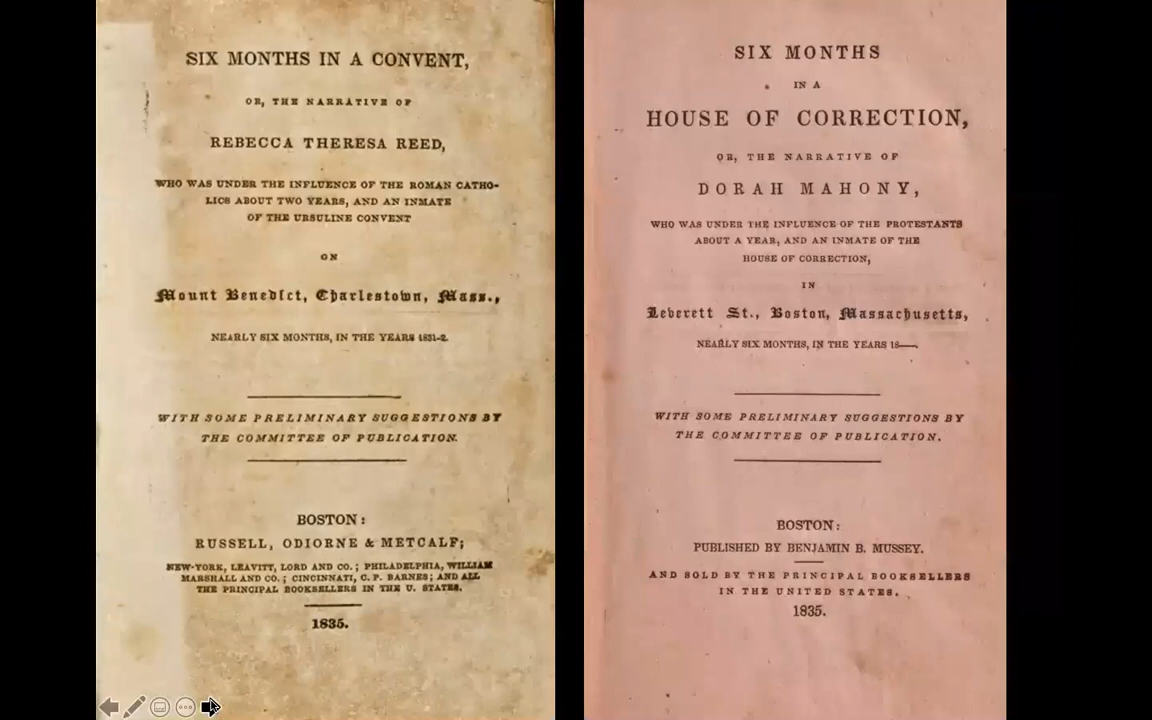 SIX MONTHS IN A CONVENT,
OR, THE NARRATIVE OF
REBECCA THERESA REED,
WHO WAS UNDER THE INFLUENCE OF THE ROMAN CATHO-
LICS ABOUT TWO YEARS, AND AN INMATE
OF THE URSULINE CONVENT
ON
Mount Benedict, Charlestown, Mass.,
NEARLY SIX MONTHS, IN THE YEARS 1831-2.
WITH SOME PRELIMINARY SUGGESTIONS BY
THE COMMITTEE OF PUBLICATION.
BOSTON:
RUSSELL, ODIORNE & METCALF;
NEW-YORK, LEAVITT, LORD AND CO.; PHILADELPHIA, WILLIAM
MARSHALL AND CO.; CINCINNATI, C. P. BARNES; AND ALL
THE PRINCIPAL BOOKSELLERS IN THE U. STATES.
1835.
SIX MONTHS
IN A
HOUSE OF CORRECTION,
OR, THE NARRATIVE OF
DORAH MAHONY,
WHO WAS UNDER THE INFLUENCE OF THE PROTESTANTS
ABOUT A YEAR, AND AN INMATE OF THE
HOUSE OF CORRECTION,
IN
Leverett St., Boston, Massachusetts,
NEARLY SIX MONTHS, IN THE YEARS 18—.
WITH SOME PRELIMINARY SUGGESTIONS BY
THE COMMITTEE OF PUBLICATION.
BOSTON:
PUBLISHED BY BENJAMIN B. MUSSEY.
AND SOLD BY THE PRINCIPAL BOOKSELLERS
IN THE UNITED STATES.
1835.